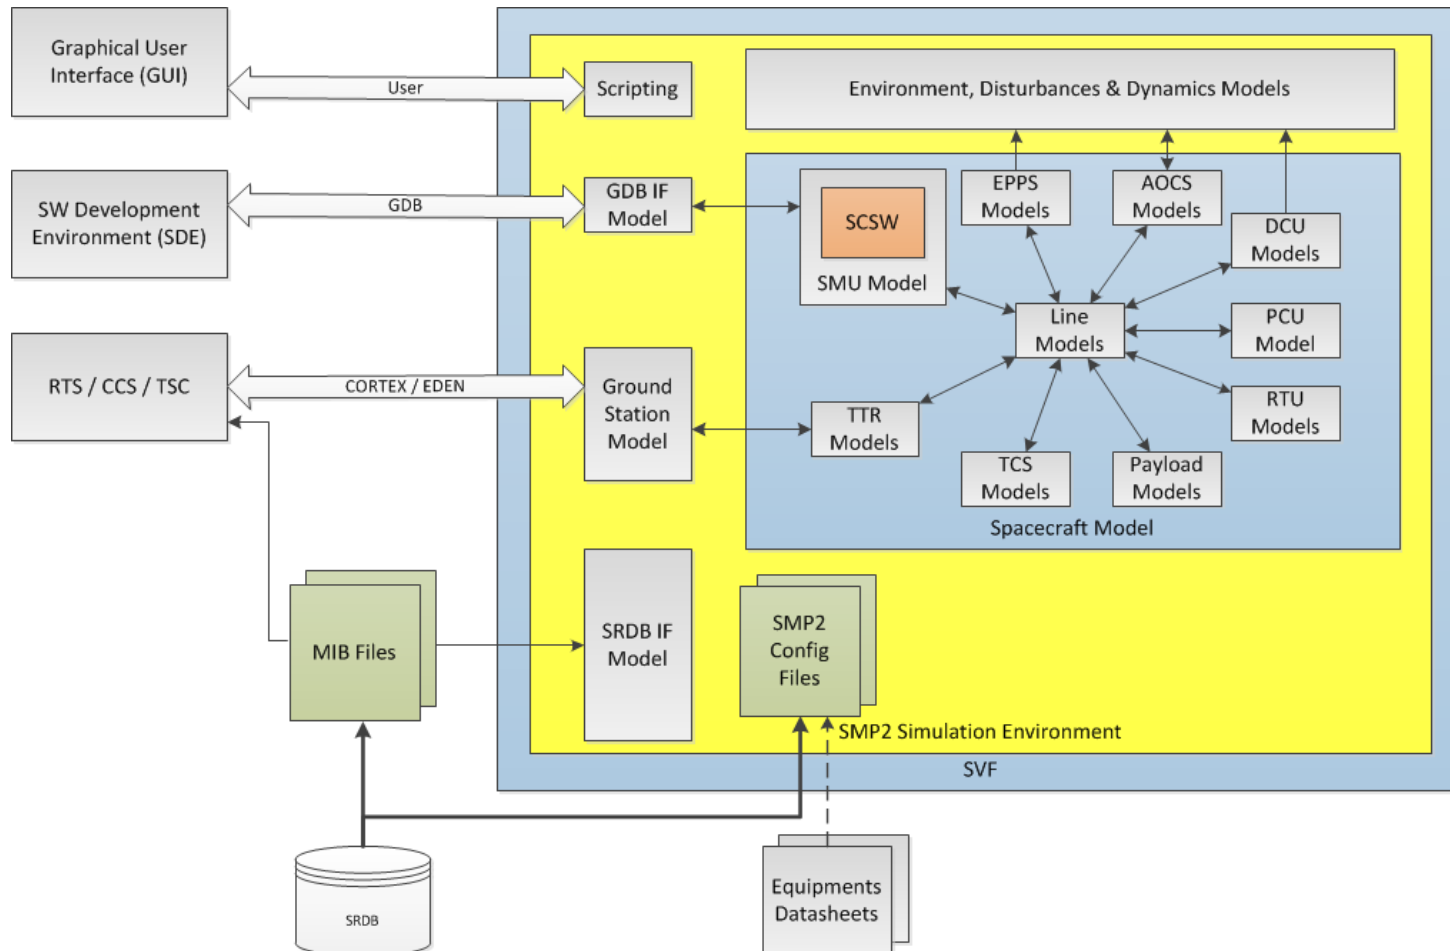 Graphical User
Interface (GUI)
User
Scripting
Environment, Disturbances & Dynamics Models
SW Development
Environment (SDE)
GDB
GDB IF
Model
SCSW
SMU Model
EPPS
Models
AOCS
Models
DCU
Models
Line
Models
PCU
Model
RTU
Models
RTS / CCS / TSC
CORTEX / EDEN
Ground
Station
Model
TTR
Models
TCS
Models
Payload
Models
Spacecraft Model
MIB Files
SRDB IF
Model
SMP2
Config
Files
SMP2 Simulation Environment
SVF
SRDB
Equipments
Datasheets